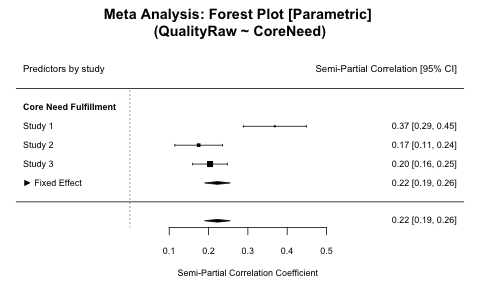 Meta Analysis: Forest Plot [Parametric]
(QualityRaw ~ CoreNeed)
Predictors by study Semi-Partial Correlation [95% CI]
Core Need Fulfillment
Study 1 0.37 [0.29, 0.45]
Study 2 0.17 [0.11, 0.24]
Study 3 0.20 [0.16, 0.25]
► Fixed Effect 0.22 [0.19, 0.26]
0.22 [0.19, 0.26]
0.1 0.2 0.3 0.4 0.5
Semi-Partial Correlation Coefficient